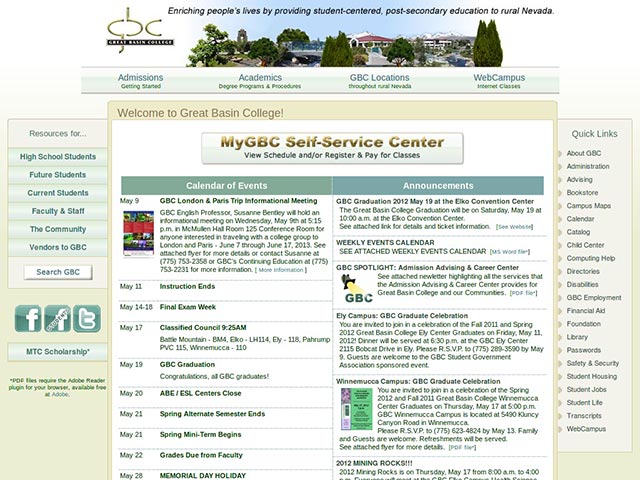 Enriching people's lives by providing student-centered, post-secondary education to rural Nevada.
gbc
GREAT BASIN COLLEGE
Admissions
Getting Started
Academics
Degree Programs & Procedures
GBC Locations
throughout rural Nevada
WebCampus
Internet Classes
Resources for...
High School Students
Future Students
Current Students
Faculty & Staff
The Community
Vendors to GBC
Search GBC
MTC Scholarship*
*PDF files require the Adobe Reader
plugin for your browser, available free
at Adobe.
Welcome to Great Basin College!
MyGBC Self-Service Center
View Schedule and/or Register & Pay for Classes
Calendar of Events
May 9
GBC London & Paris Trip Informational Meeting
GBC English Professor, Susanne Bentley will hold an
informational meeting on Wednesday, May 9th at 5:15
p.m. in McMullen Hall Room 125 Conference Room for
anyone interested in traveling with a college group to
London and Paris - June 7 through June 17, 2013. See
attached flyer for more details or contact Susanne at
(775) 753-2358 or GBC's Continuing Education at (775)
753-2231 for more information. [ More Information ]
May 11
Instruction Ends
May 14-18
Final Exam Week
May 17
Classified Council 9:25AM
Battle Mountain - BM4, Elko - LH114, Ely - 118, Pahrump
PVC 115, Winnemucca - 110
May 19
GBC Graduation
Congratulations, all GBC graduates!
May 20
ABE / ESL Centers Close
May 21
Spring Alternate Semester Ends
May 21
Spring Mini-Term Begins
May 22
Grades Due from Faculty
May 28
MEMORIAL DAY HOLIDAY
Announcements
GBC Graduation 2012 May 19 at the Elko Convention Center
The Great Basin College Graduation will be on Saturday, May 19 at
10:00 a.m. at the Elko Convention Center.
See attached link for details and ticket information. [See Website]
WEEKLY EVENTS CALENDAR
SEE ATTACHED WEEKLY EVENTS CALENDAR [MS Word file*]
GBC SPOTLIGHT: Admission Advising & Career Center
See attached newsletter highlighting all the services that
the Admission Advising & Career Center provides for
Great Basin College and our Communities. [PDF file*]
GBC
Ely Campus: GBC Graduate Celebration
You are invited to join in a celebration of the Fall 2011 and Spring
2012 Great Basin College Ely Center Graduates on Friday, May 11,
2012! Dinner will be served at 6:30 p.m. at the GBC Ely Center
2115 Bobcat Drive in Ely. Please R.S.V.P. to (775) 289-3590 by May
9. Guests are welcome to the GBC Student Government
Association sponsored event.
Winnemucca Campus: GBC Graduate Celebration
You are invited to join in a celebration of the Spring
2012 and Fall 2011 Great Basin College Winnemucca
Center Graduates on Thursday, May 17 at 5:00 p.m.
GBC Winnemucca Campus is located at 5490 Kluncy
Canyon Road in Winnemucca.
Please R.S.V.P. to (775) 623-4824 by May 13. Family
and Guests are welcome. Refreshments will be served.
See attached flyer for more details. [PDF file*]
2012 MINING ROCKS!!!
2012 Mining Rocks is on Thursday, May 17 from 8:00 a.m. to 4:00
Quick Links
About GBC
Administration
Advising
Bookstore
Campus Maps
Calendar
Catalog
Child Center
Computing Help
Directories
Disabilities
GBC Employment
Financial Aid
Foundation
Library
Passwords
Safety & Security
Student Housing
Student Jobs
Student Life
Transcripts
WebCampus